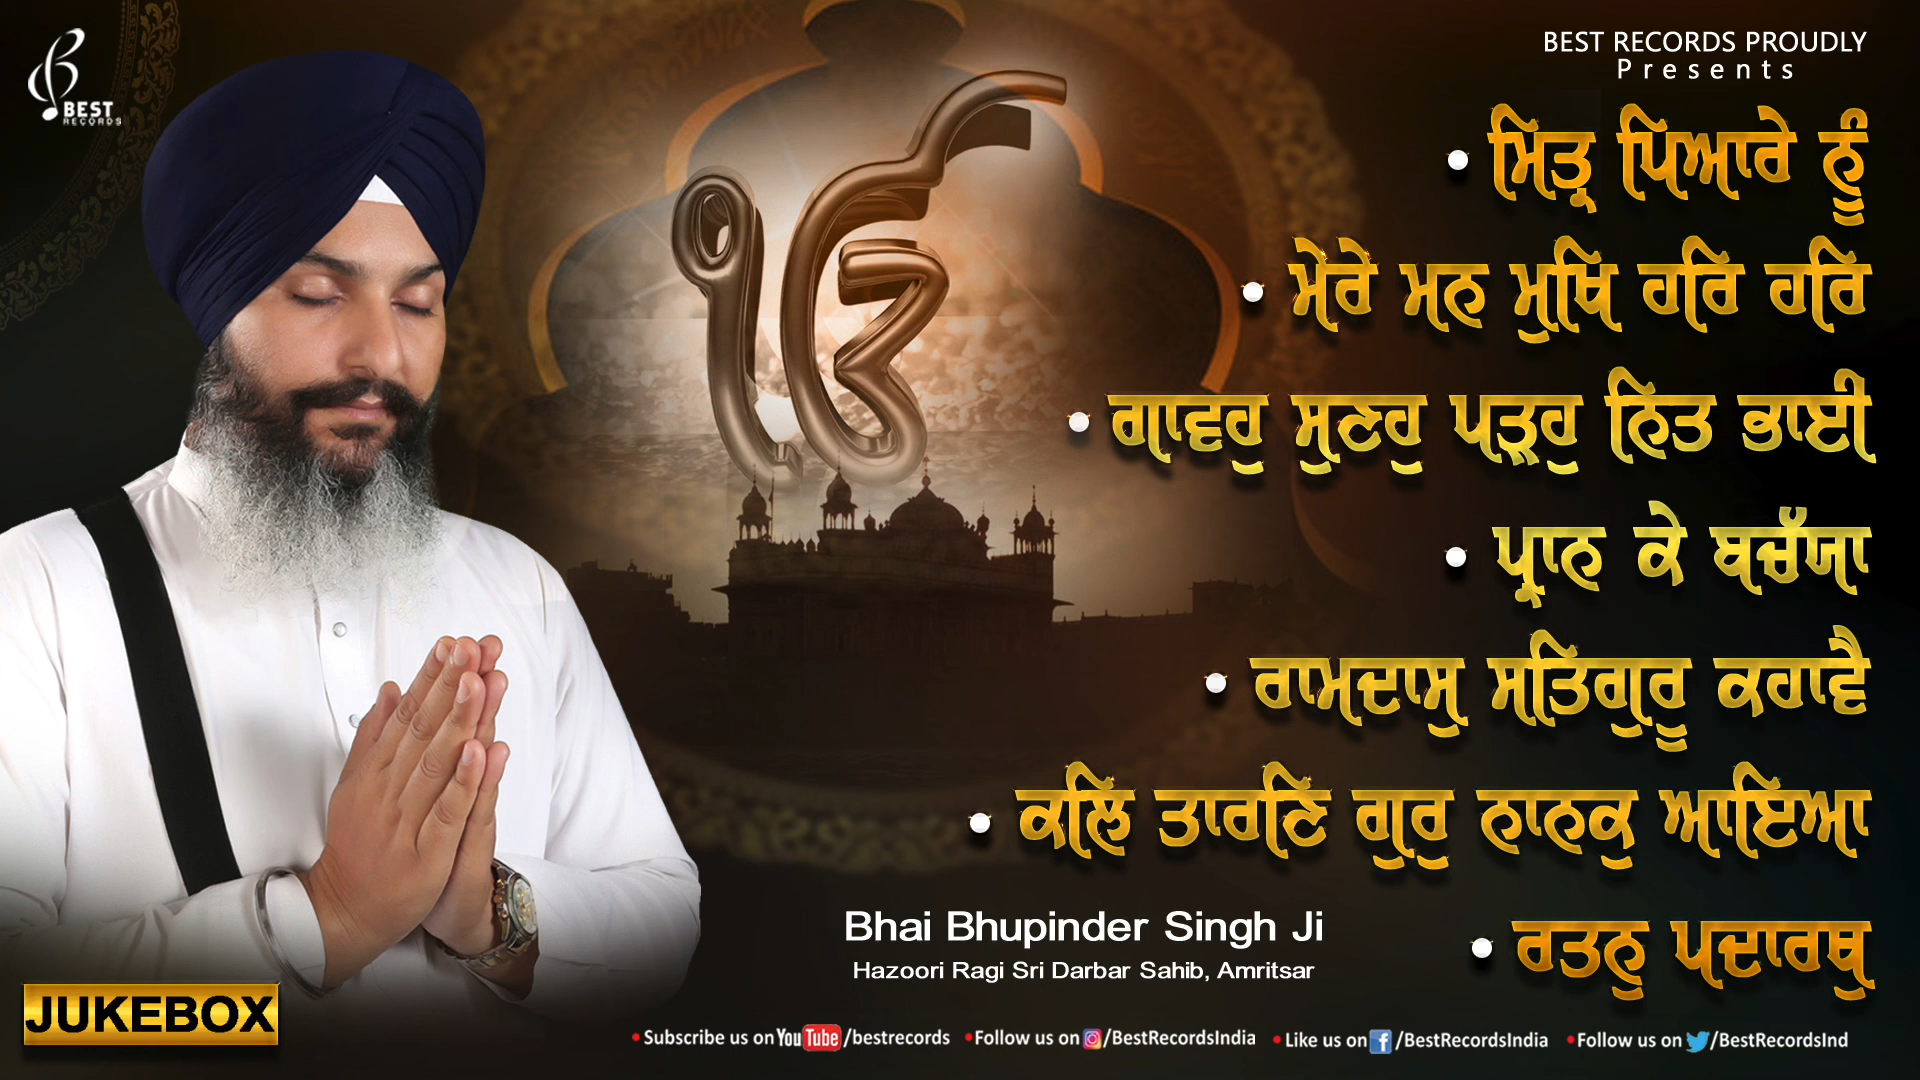 BEST
RECORDS
BEST RECORDS PROUDLY
Presents
ੴ
• ਮਿੱਤ੍ਰ ਪਿਆਰੇ ਨੂੰ
• ਮੇਰੇ ਮਨ ਮੁਖਿ ਹਰਿ ਹਰਿ
• ਗਾਵਹੁ ਸੁਣਹੁ ਪੜ੍ਹਹੁ ਨਿਤ ਭਾਈ
• ਪ੍ਰਾਨ ਕੇ ਬਚੱਯਾ
• ਰਾਮਦਾਸੁ ਸਤਿਗੁਰੂ ਕਹਾਵੈ
• ਕਲਿ ਤਾਰਣਿ ਗੁਰੁ ਨਾਨਕੁ ਆਇਆ
• ਰਤਨੁ ਪਦਾਰਥੁ
Bhai Bhupinder Singh Ji
Hazoori Ragi Sri Darbar Sahib, Amritsar
JUKEBOX
• Subscribe us on YouTube /bestrecords • Follow us on /BestRecordsIndia • Like us on f /BestRecordsIndia • Follow us on /BestRecordsInd